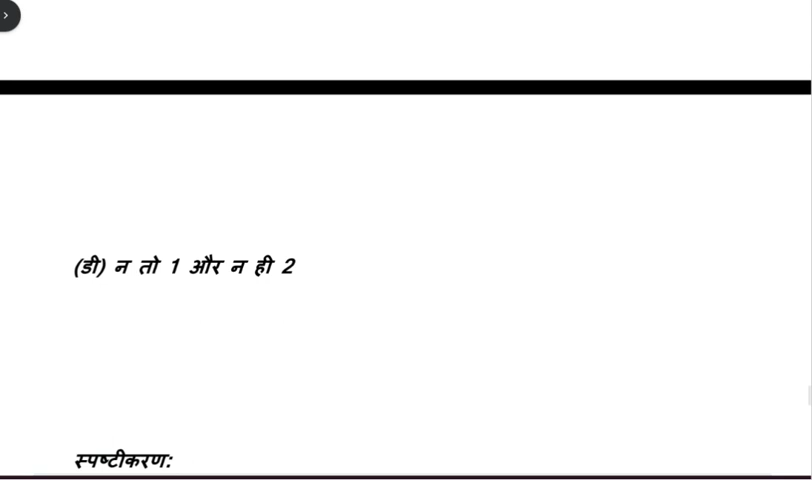 (डी) न तो 1 और न ही 2
स्पष्टीकरण: